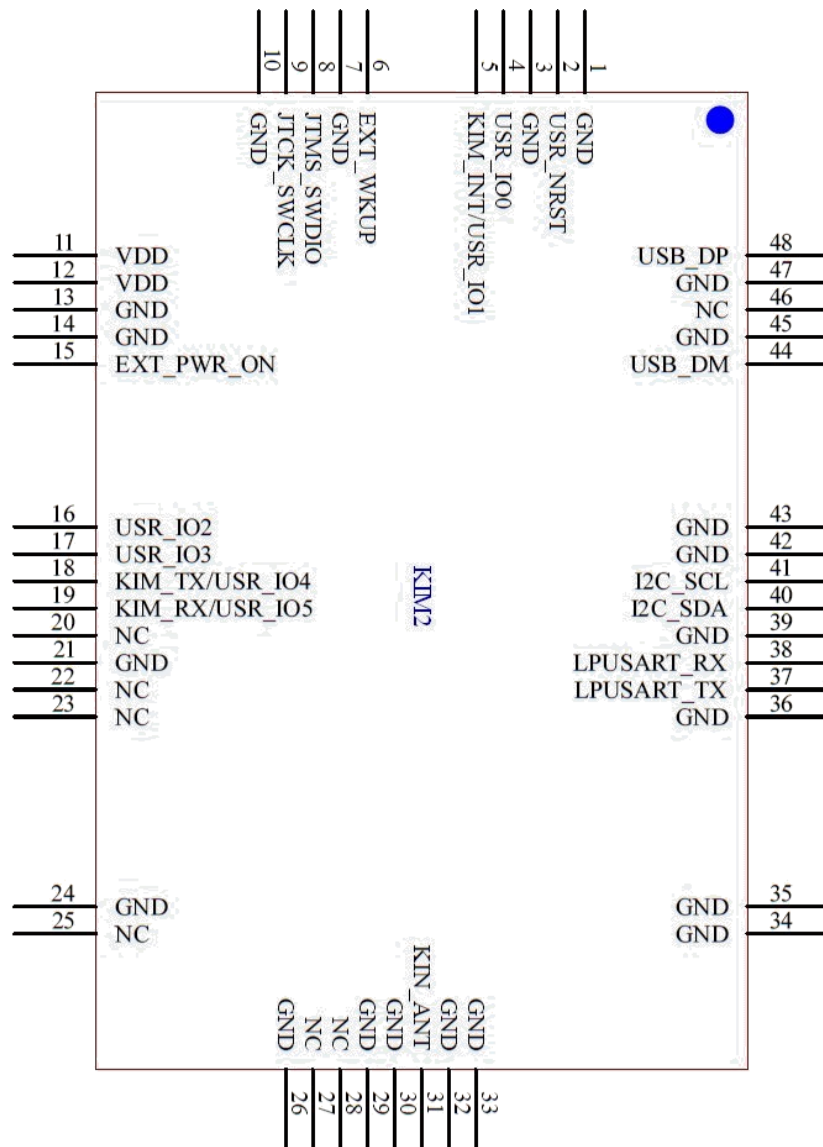 10
9
8
7
6
5
4
3
2
1
GND
JTCK_SWCLK
JTMS_SWDIO
GND
EXT_WKUP
KIM_INT/USR_IO1
USR_IO0
GND
USR_NRST
GND
11 VDD
12 VDD
13 GND
14 GND
15 EXT_PWR_ON
USB_DP 48
GND 47
NC 46
GND 45
USB_DM 44
16 USR_IO2
17 USR_IO3
18 KIM_TX/USR_IO4
19 KIM_RX/USR_IO5
20 NC
21 GND
22 NC
23 NC
KIM2
GND 43
GND 42
I2C_SCL 41
I2C_SDA 40
GND 39
LPUSART_RX 38
LPUSART_TX 37
GND 36
24 GND
25 NC
GND 35
GND 34
GND
NC
NC
GND
GND
KIN_ANT
GND
GND
26
27
28
29
30
31
32
33